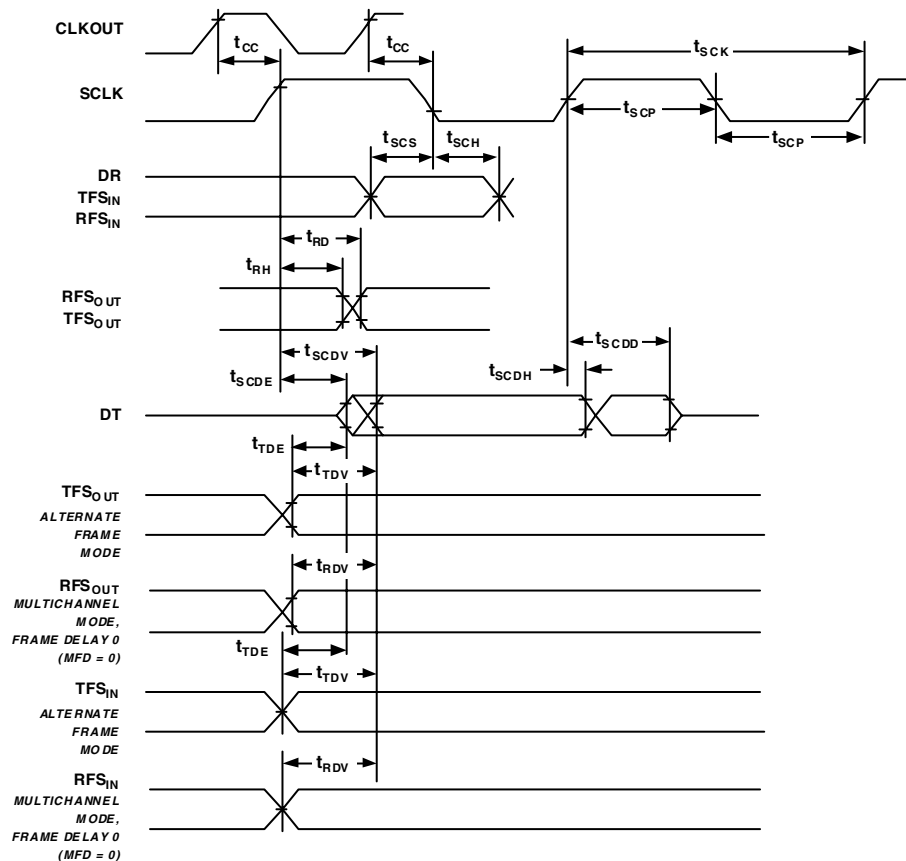 CLKOUT
tCC
tCC
tSCK
SCLK
tSCP
tSCP
tSCS
tSCH
DR
TFSIN
RFSIN
tRD
tRH
RFSOUT
TFSOUT
tSCDV
tSCDD
tSCDE
tSCDH
DT
tTDE
tTDV
TFSOUT
ALTERNATE
FRAME
MODE
tRDV
RFSOUT
MULTICHANNEL
MODE,
FRAME DELAY 0
(MFD = 0)
tTDE
tTDV
TFSIN
ALTERNATE
FRAME
MODE
tRDV
RFSIN
MULTICHANNEL
MODE,
FRAME DELAY 0
(MFD = 0)